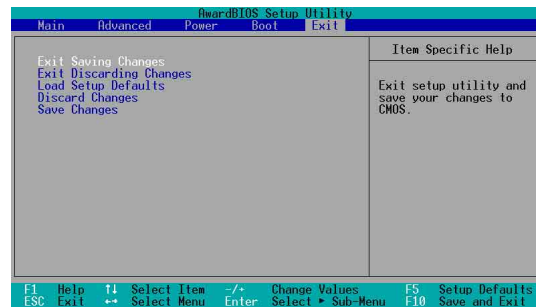 AwardBIOS Setup Utility
Main Advanced Power Boot Exit
Item Specific Help
Exit Saving Changes
Exit Discarding Changes
Load Setup Defaults
Discard Changes
Save Changes
Exit setup utility and
save your changes to
CMOS.
F1 Help ↑↓ Select Item -/+ Change Values F5 Setup Defaults
ESC Exit ←→ Select Menu Enter Select ► Sub-Menu F10 Save and Exit